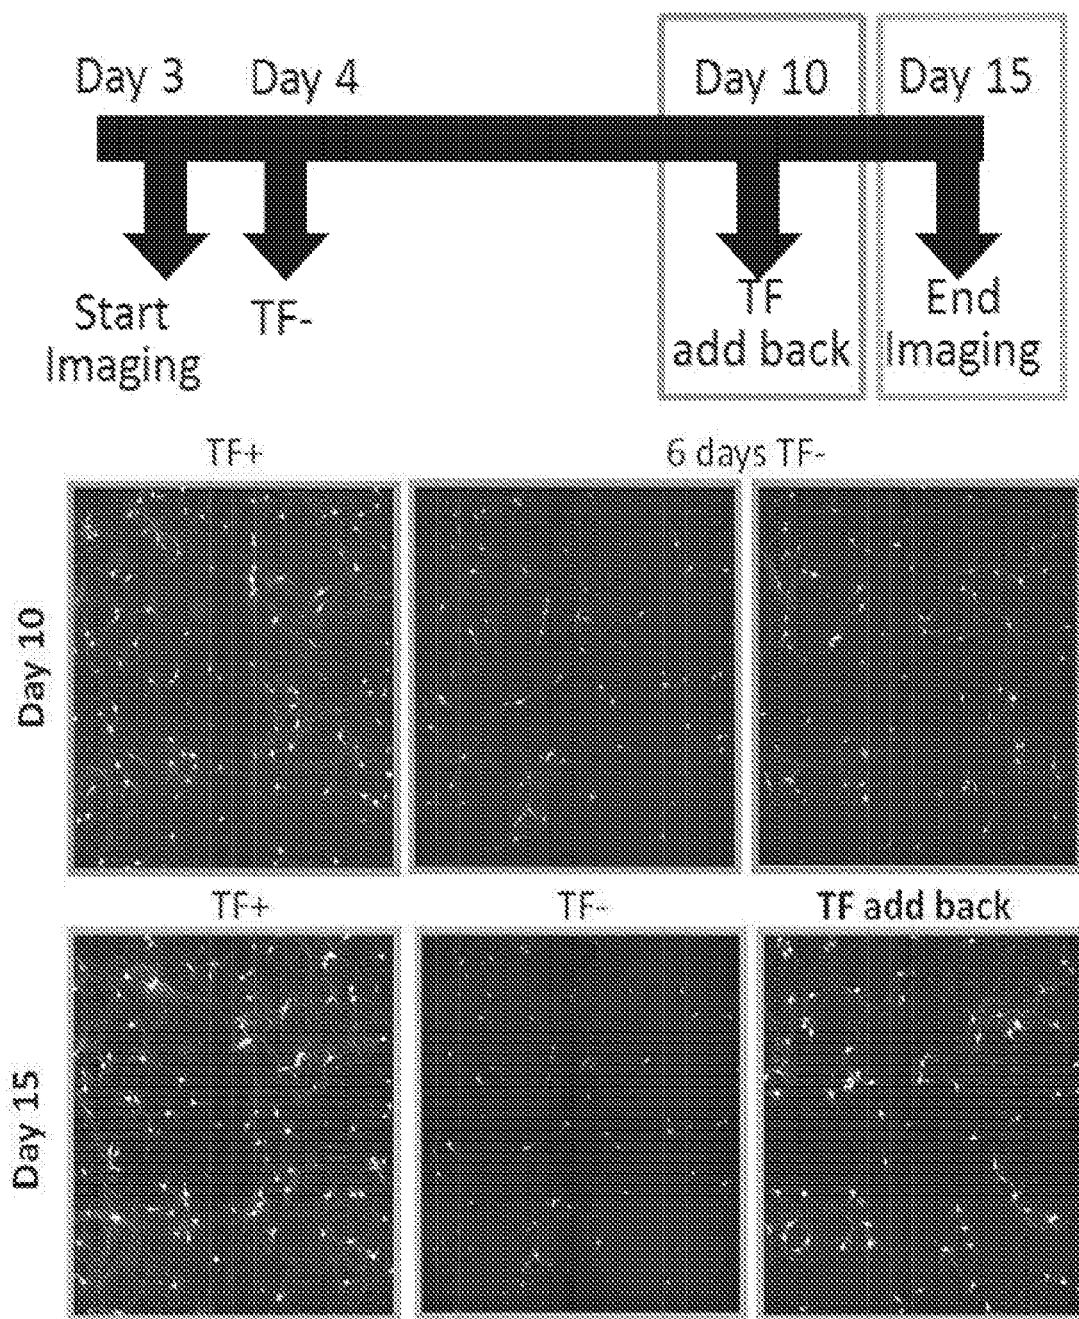 Day 3 Day 4 Day 10 Day 15
Start
Imaging
TF-
TF
add back
End
Imaging
TF+ 6 days TF-
Day 10
TF+ TF- TF add back
Day 15